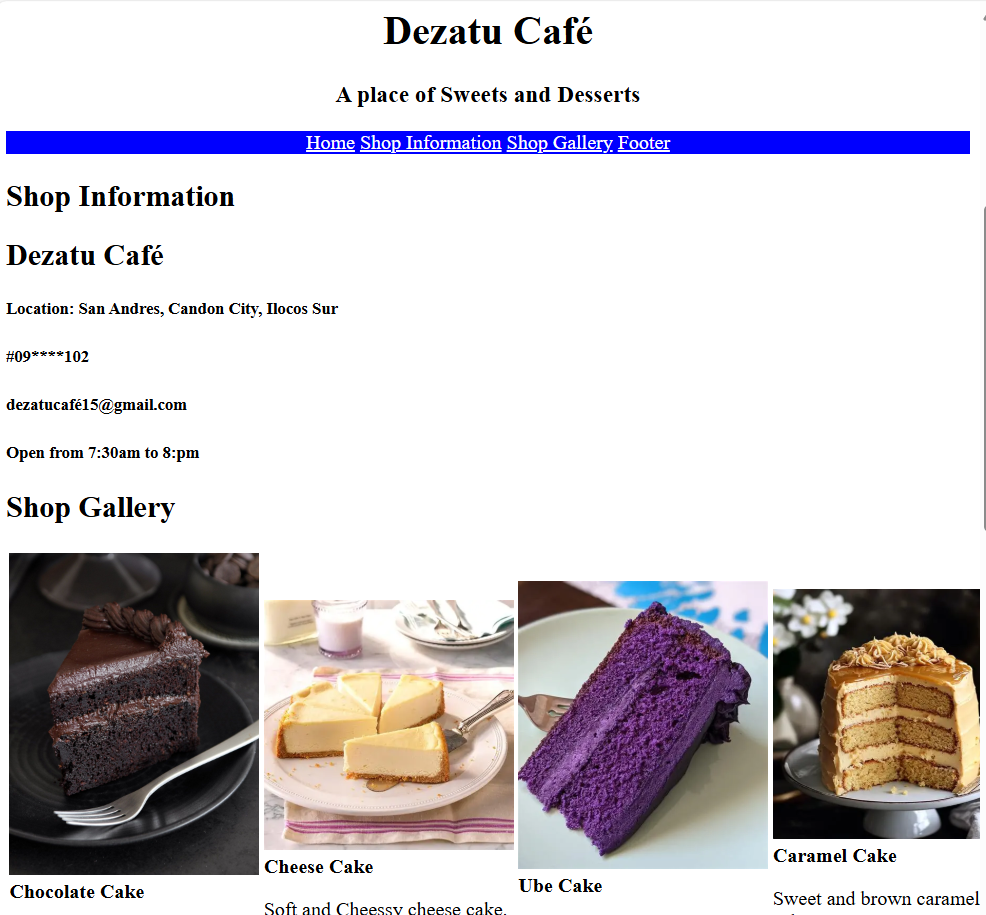 Dezatu Café
A place of Sweets and Desserts
Home Shop Information Shop Gallery Footer
Shop Information
Dezatu Café
Location: San Andres, Candon City, Ilocos Sur
#09****102
dezatucafé15@gmail.com
Open from 7:30am to 8:pm
Shop Gallery
Chocolate Cake
Cheese Cake
Soft and Cheessy cheese cake.
Ube Cake
Caramel Cake
Sweet and brown caramel